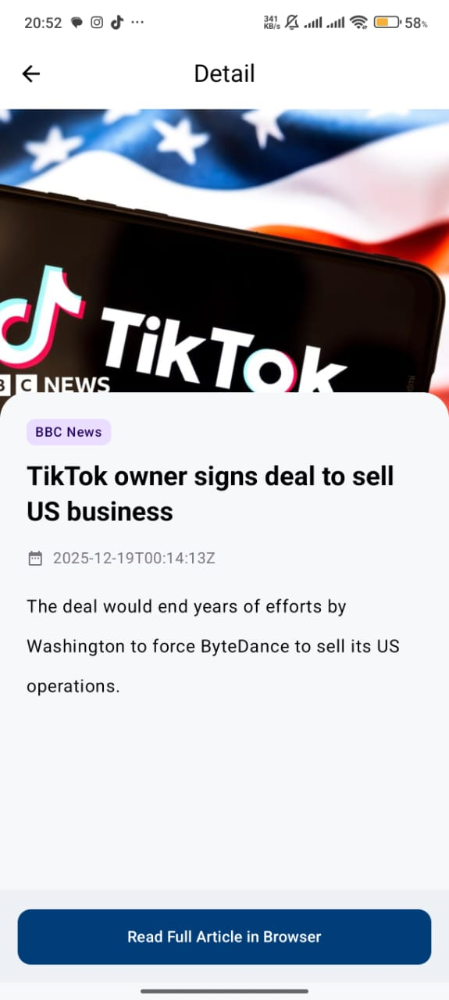 20:52
341
KB/s
58%
Detail
TikTok
BBC NEWS
BBC News
TikTok owner signs deal to sell
US business
2025-12-19T00:14:13Z
The deal would end years of efforts by
Washington to force ByteDance to sell its US
operations.
Read Full Article in Browser